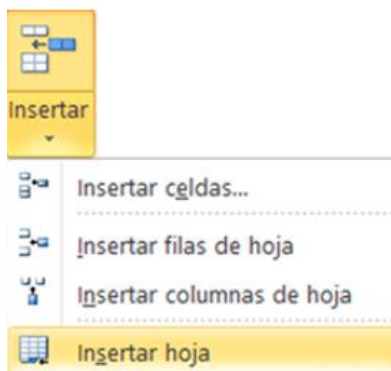 Insertar
Insertar celdas...
Insertar filas de hoja
Insertar columnas de hoja
Insertar hoja